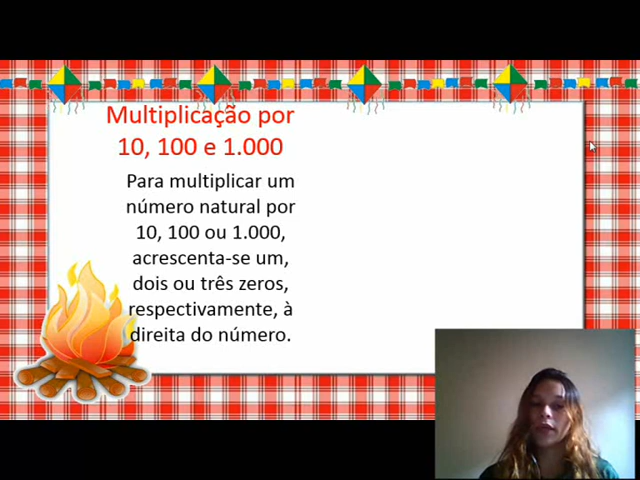 Multiplicação por
10, 100 e 1.000
Para multiplicar um
número natural por
10, 100 ou 1.000,
acrescenta-se um,
dois ou três zeros,
respectivamente, à
direita do número.